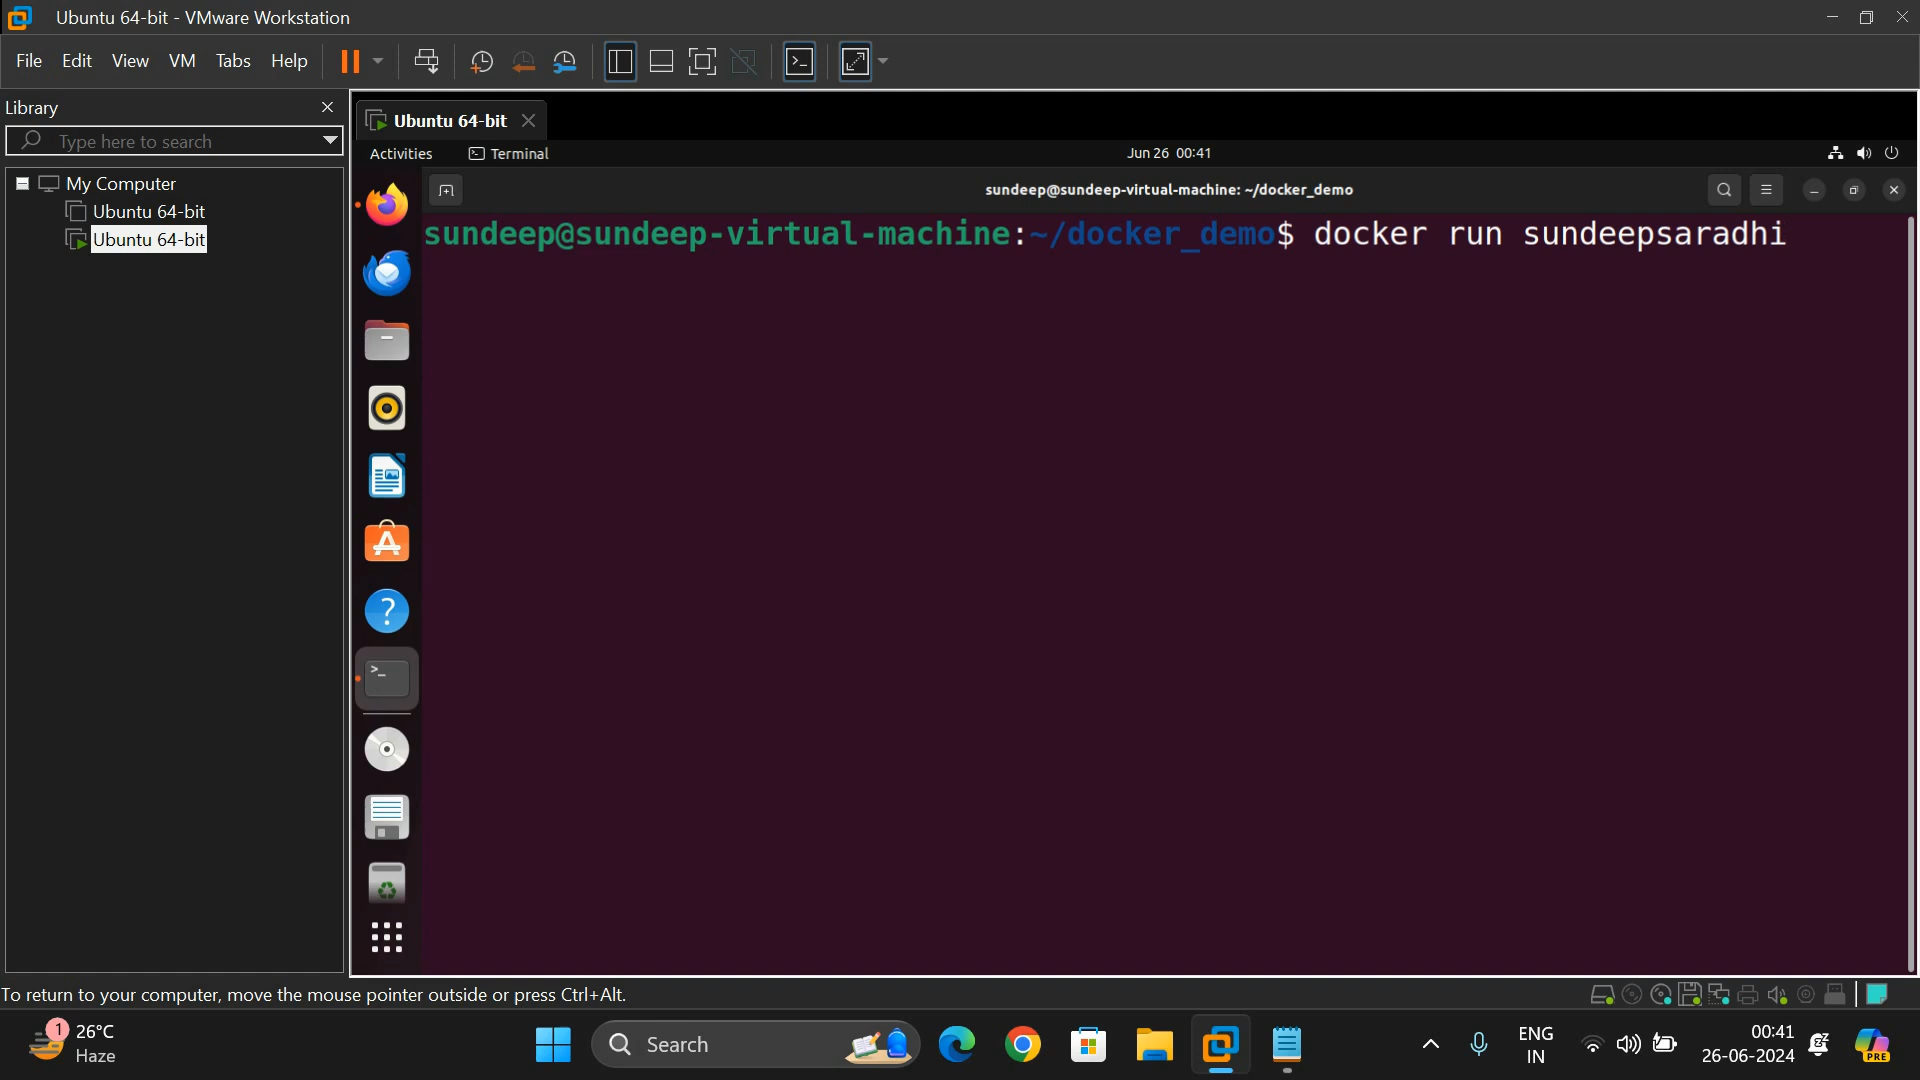 Ubuntu 64-bit - VMware Workstation
File Edit View VM Tabs Help
Library
Type here to search
My Computer
Ubuntu 64-bit
Ubuntu 64-bit
Ubuntu 64-bit
Activities Terminal Jun 26 00:41
sundeep@sundeep-virtual-machine: ~/docker_demo
sundeep@sundeep-virtual-machine:~/docker_demo$ docker run sundeepsaradhi
To return to your computer, move the mouse pointer outside or press Ctrl+Alt.
1
26°C
Haze
Search
ENG
IN
00:41
26-06-2024
PRE